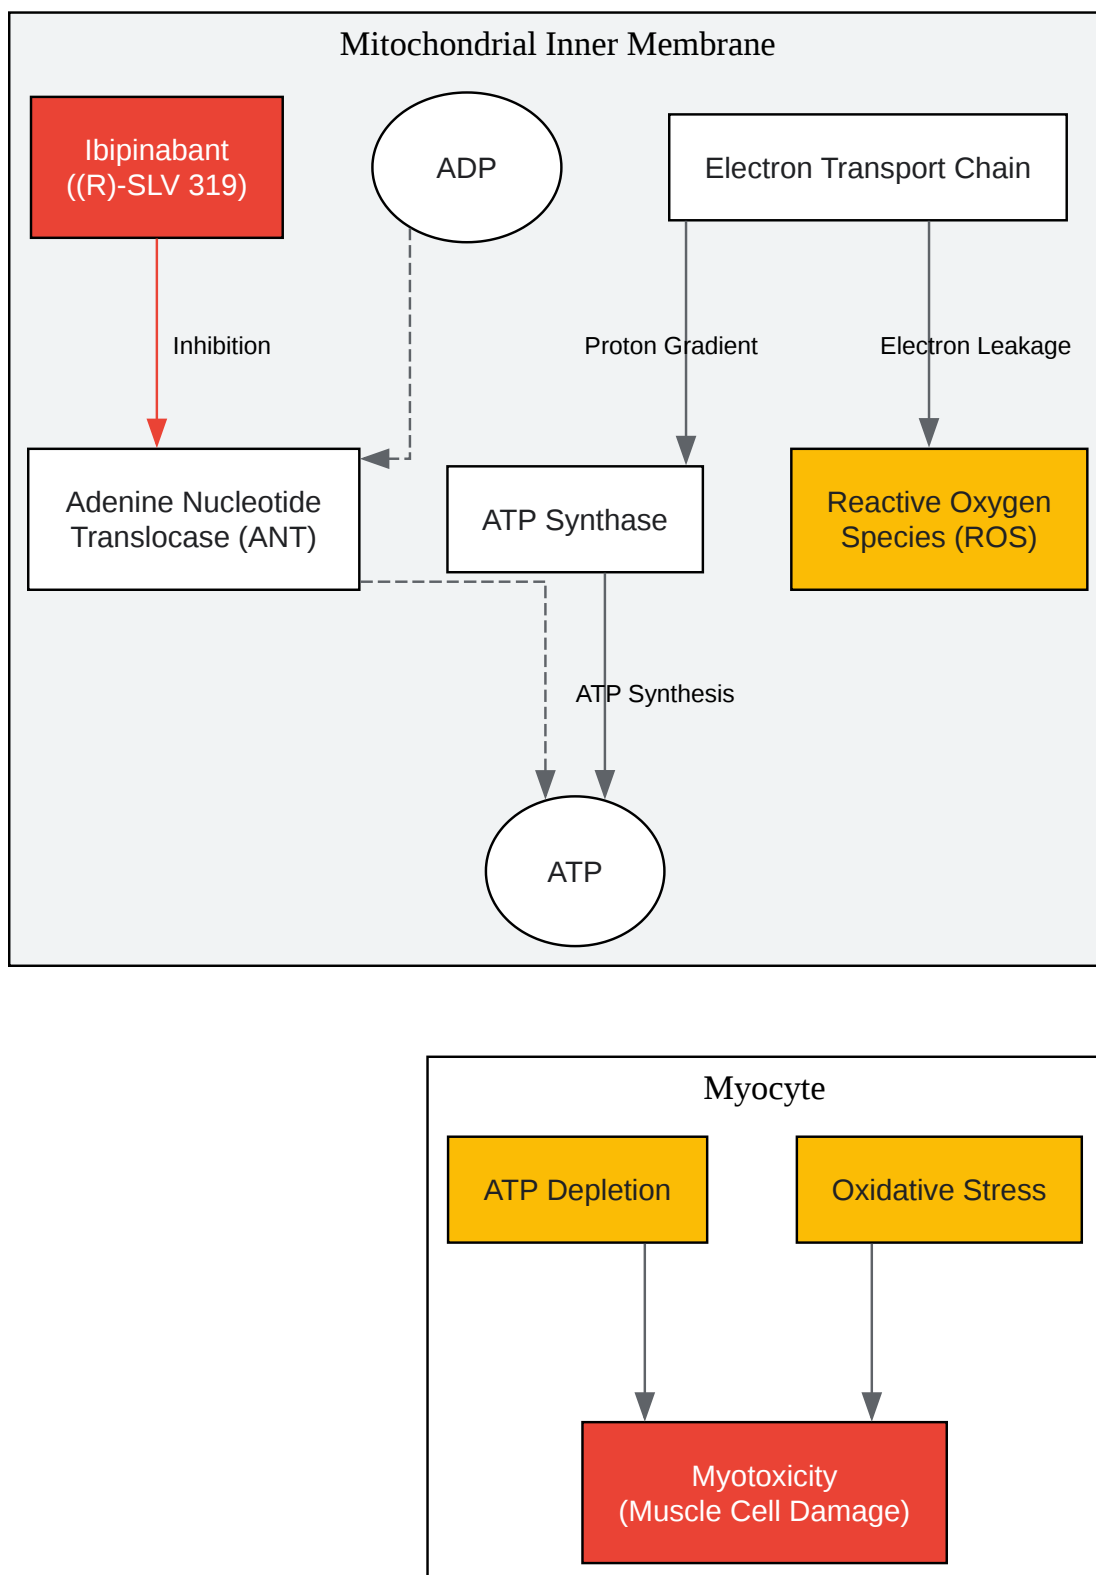 Mitochondrial Inner Membrane
Ibipinabant
((R)-SLV 319)
ADP
Electron Transport Chain
Inhibition
Proton Gradient
Electron Leakage
Adenine Nucleotide
Translocase (ANT)
ATP Synthase
Reactive Oxygen
Species (ROS)
ATP Synthesis
ATP
Myocyte
ATP Depletion
Oxidative Stress
Myotoxicity
(Muscle Cell Damage)